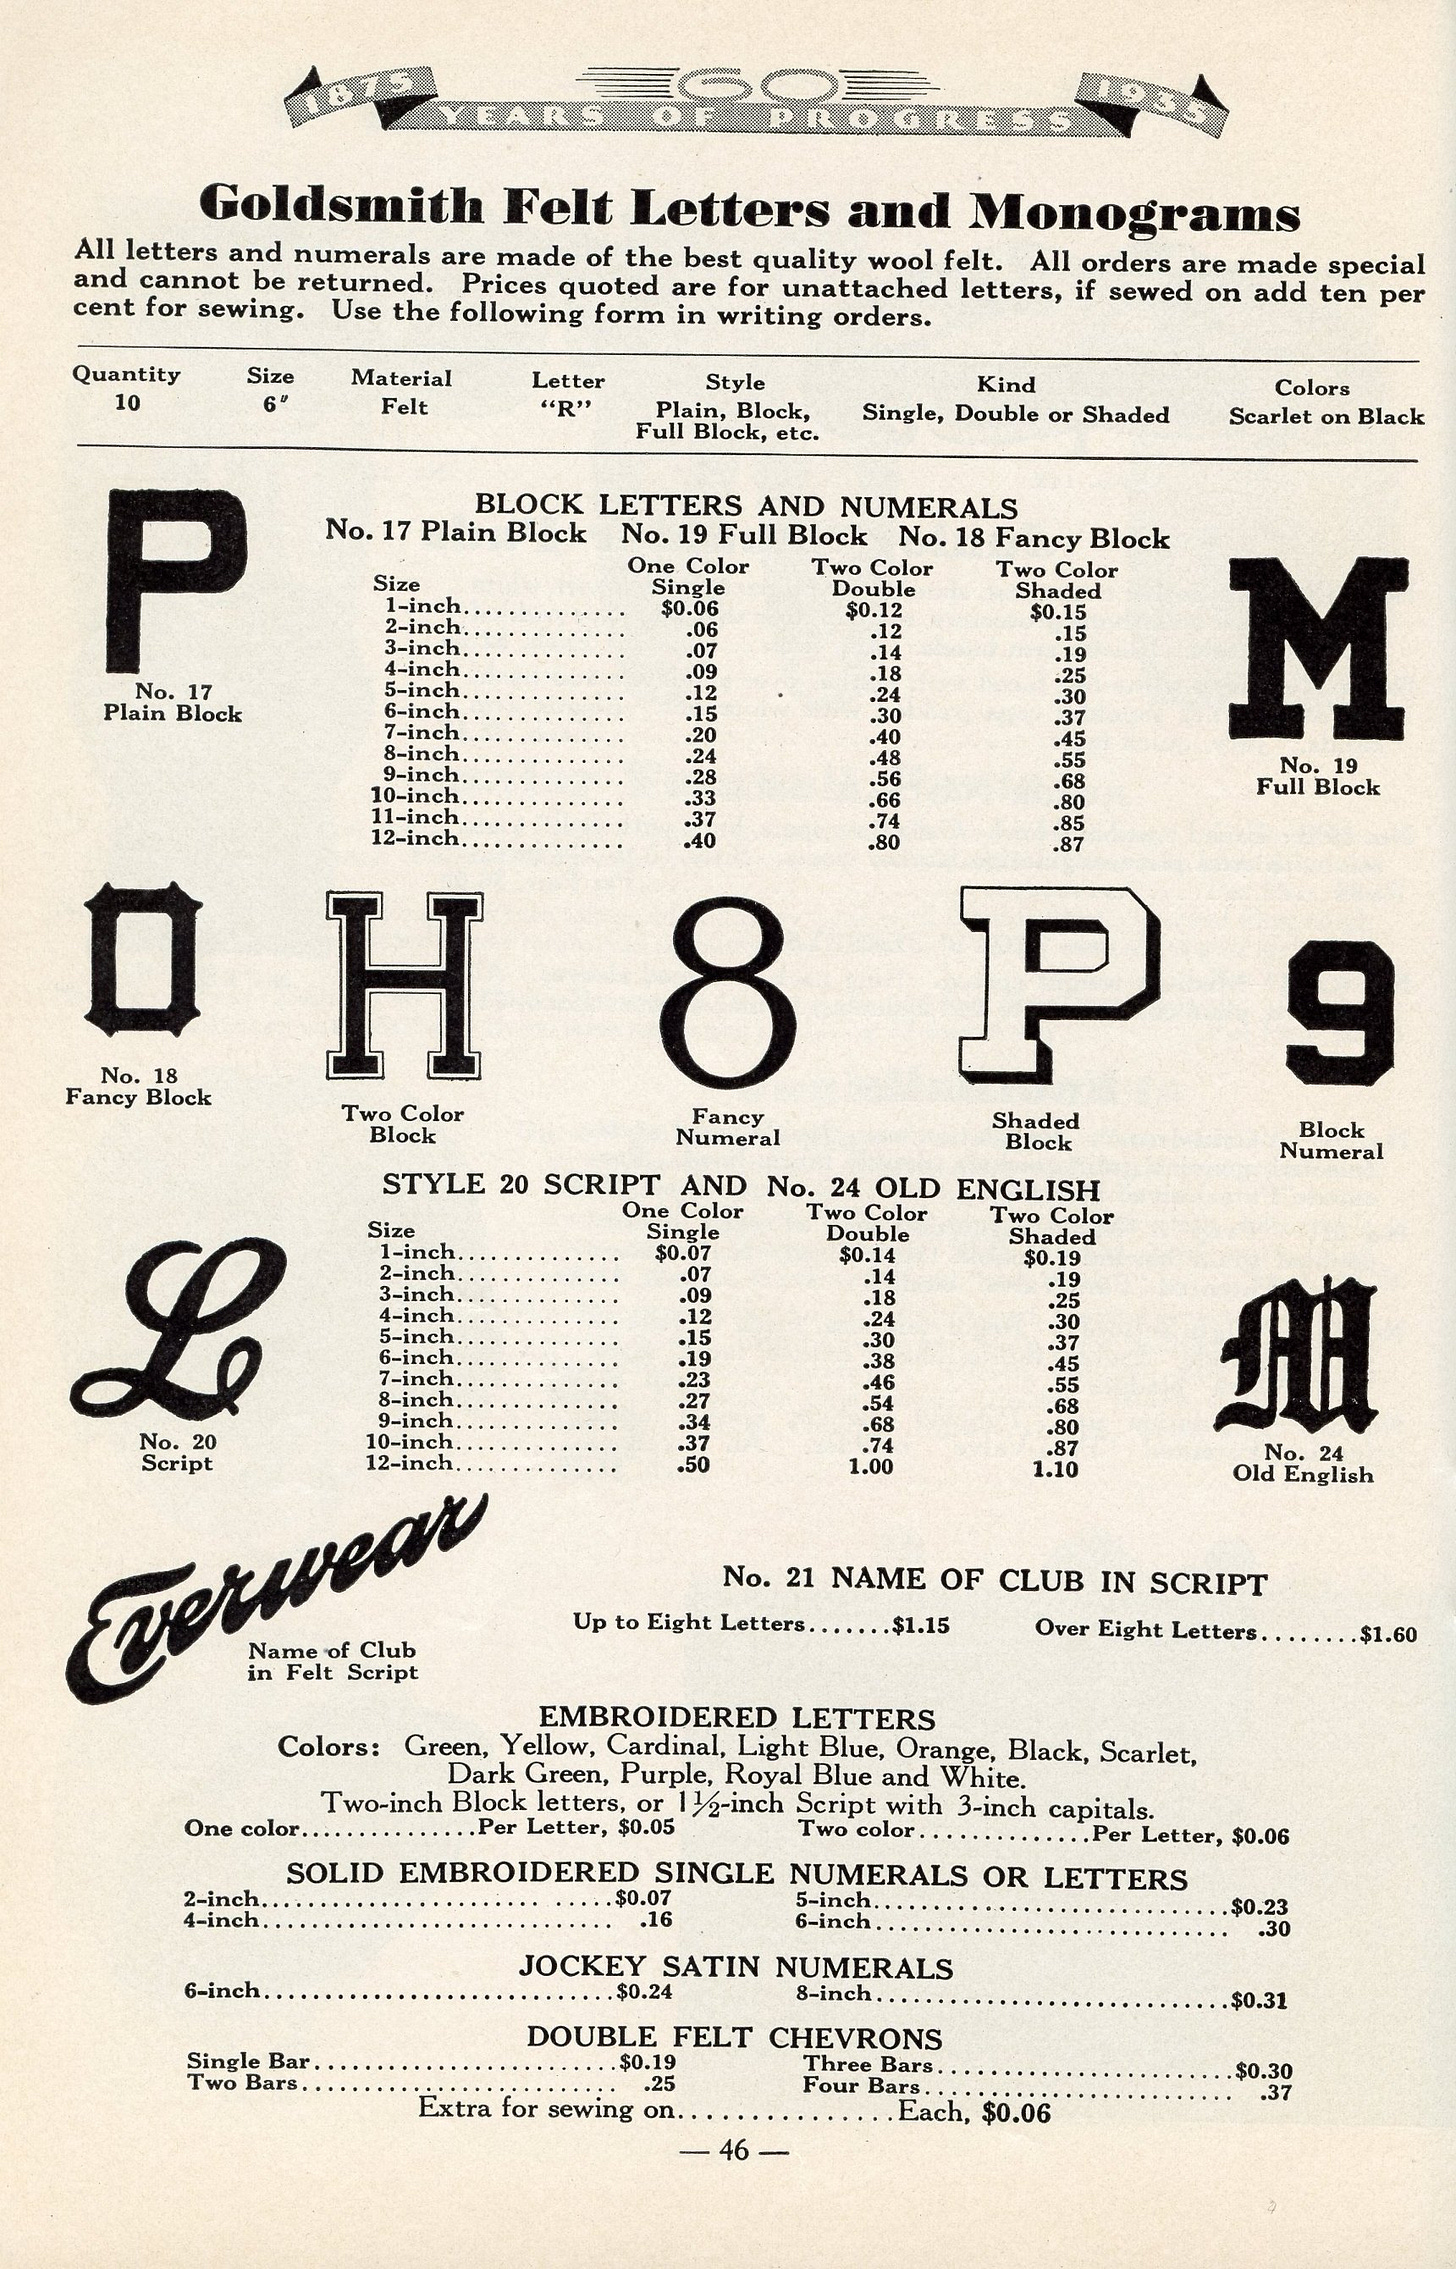 1875 60 1935
YEARS OF PROGRESS
Goldsmith Felt Letters and Monograms
All letters and numerals are made of the best quality wool felt. All orders are made special
and cannot be returned. Prices quoted are for unattached letters, if sewed on add ten per
cent for sewing. Use the following form in writing orders.
Quantity Size Material Letter Style Kind Colors
10 6" Felt "R" Plain, Block, Single, Double or Shaded Scarlet on Black
Full Block, etc.
P
No. 17
Plain Block
BLOCK LETTERS AND NUMERALS
No. 17 Plain Block No. 19 Full Block No. 18 Fancy Block
One Color Two Color Two Color
Size Single Double Shaded
1-inch.............. $0.06 $0.12 $0.15
2-inch.............. .06 .12 .15
3-inch.............. .07 .14 .19
4-inch.............. .09 .18 .25
5-inch.............. .12 .24 .30
6-inch.............. .15 .30 .37
7-inch.............. .20 .40 .45
8-inch.............. .24 .48 .55
9-inch.............. .28 .56 .68
10-inch.............. .33 .66 .80
11-inch.............. .37 .74 .85
12-inch.............. .40 .80 .87
M
No. 19
Full Block
O H 8 P 9
No. 18
Fancy Block
Two Color
Block
Fancy
Numeral
Shaded
Block
Block
Numeral
STYLE 20 SCRIPT AND No. 24 OLD ENGLISH
One Color Two Color Two Color
Size Single Double Shaded
1-inch.............. $0.07 $0.14 $0.19
2-inch.............. .07 .14 .19
3-inch.............. .09 .18 .25
4-inch.............. .12 .24 .30
5-inch.............. .15 .30 .37
6-inch.............. .19 .38 .45
7-inch.............. .23 .46 .55
8-inch.............. .27 .54 .68
9-inch.............. .34 .68 .80
10-inch.............. .37 .74 .87
12-inch.............. .50 1.00 1.10
L
No. 20
Script
M
No. 24
Old English
Everwear
Name of Club
in Felt Script
No. 21 NAME OF CLUB IN SCRIPT
Up to Eight Letters.......$1.15 Over Eight Letters........$1.60
EMBROIDERED LETTERS
Colors: Green, Yellow, Cardinal, Light Blue, Orange, Black, Scarlet,
Dark Green, Purple, Royal Blue and White.
Two-inch Block letters, or 1½-inch Script with 3-inch capitals.
One color...............Per Letter, $0.05 Two color..............Per Letter, $0.06
SOLID EMBROIDERED SINGLE NUMERALS OR LETTERS
2-inch..............................$0.07 5-inch..............................$0.23
4-inch.............................. .16 6-inch.............................. .30
JOCKEY SATIN NUMERALS
6-inch..............................$0.24 8-inch..............................$0.31
DOUBLE FELT CHEVRONS
Single Bar........................$0.19 Three Bars........................$0.30
Two Bars......................... .25 Four Bars......................... .37
Extra for sewing on...............Each, $0.06
— 46 —